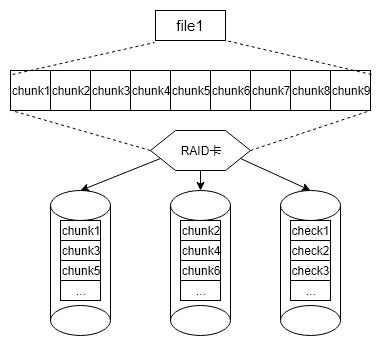 file1
chunk1 chunk2 chunk3 chunk4 chunk5 chunk6 chunk7 chunk8 chunk9
RAID卡
chunk1 chunk2 check1
chunk3 chunk4 check2
chunk5 chunk6 check3
... ... ...